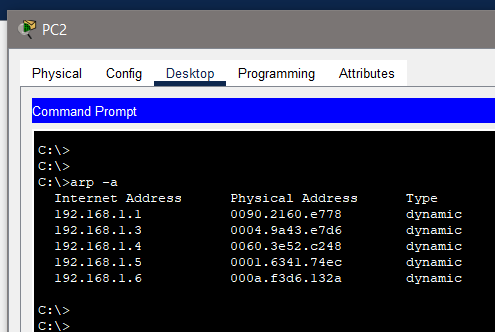 PC2
Physical Config Desktop Programming Attributes
Command Prompt
C:\>
C:\>
C:\>arp -a
Internet Address Physical Address Type
192.168.1.1 0090.2160.e778 dynamic
192.168.1.3 0004.9a43.e7d6 dynamic
192.168.1.4 0060.3e52.c248 dynamic
192.168.1.5 0001.6341.74ec dynamic
192.168.1.6 000a.f3d6.132a dynamic
C:\>
C:\>